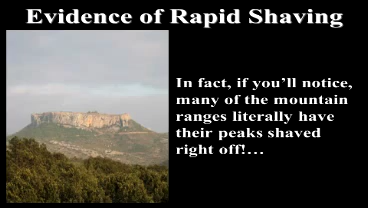 Evidence of Rapid Shaving
In fact, if you'll notice,
many of the mountain
ranges literally have
their peaks shaved
right off!...